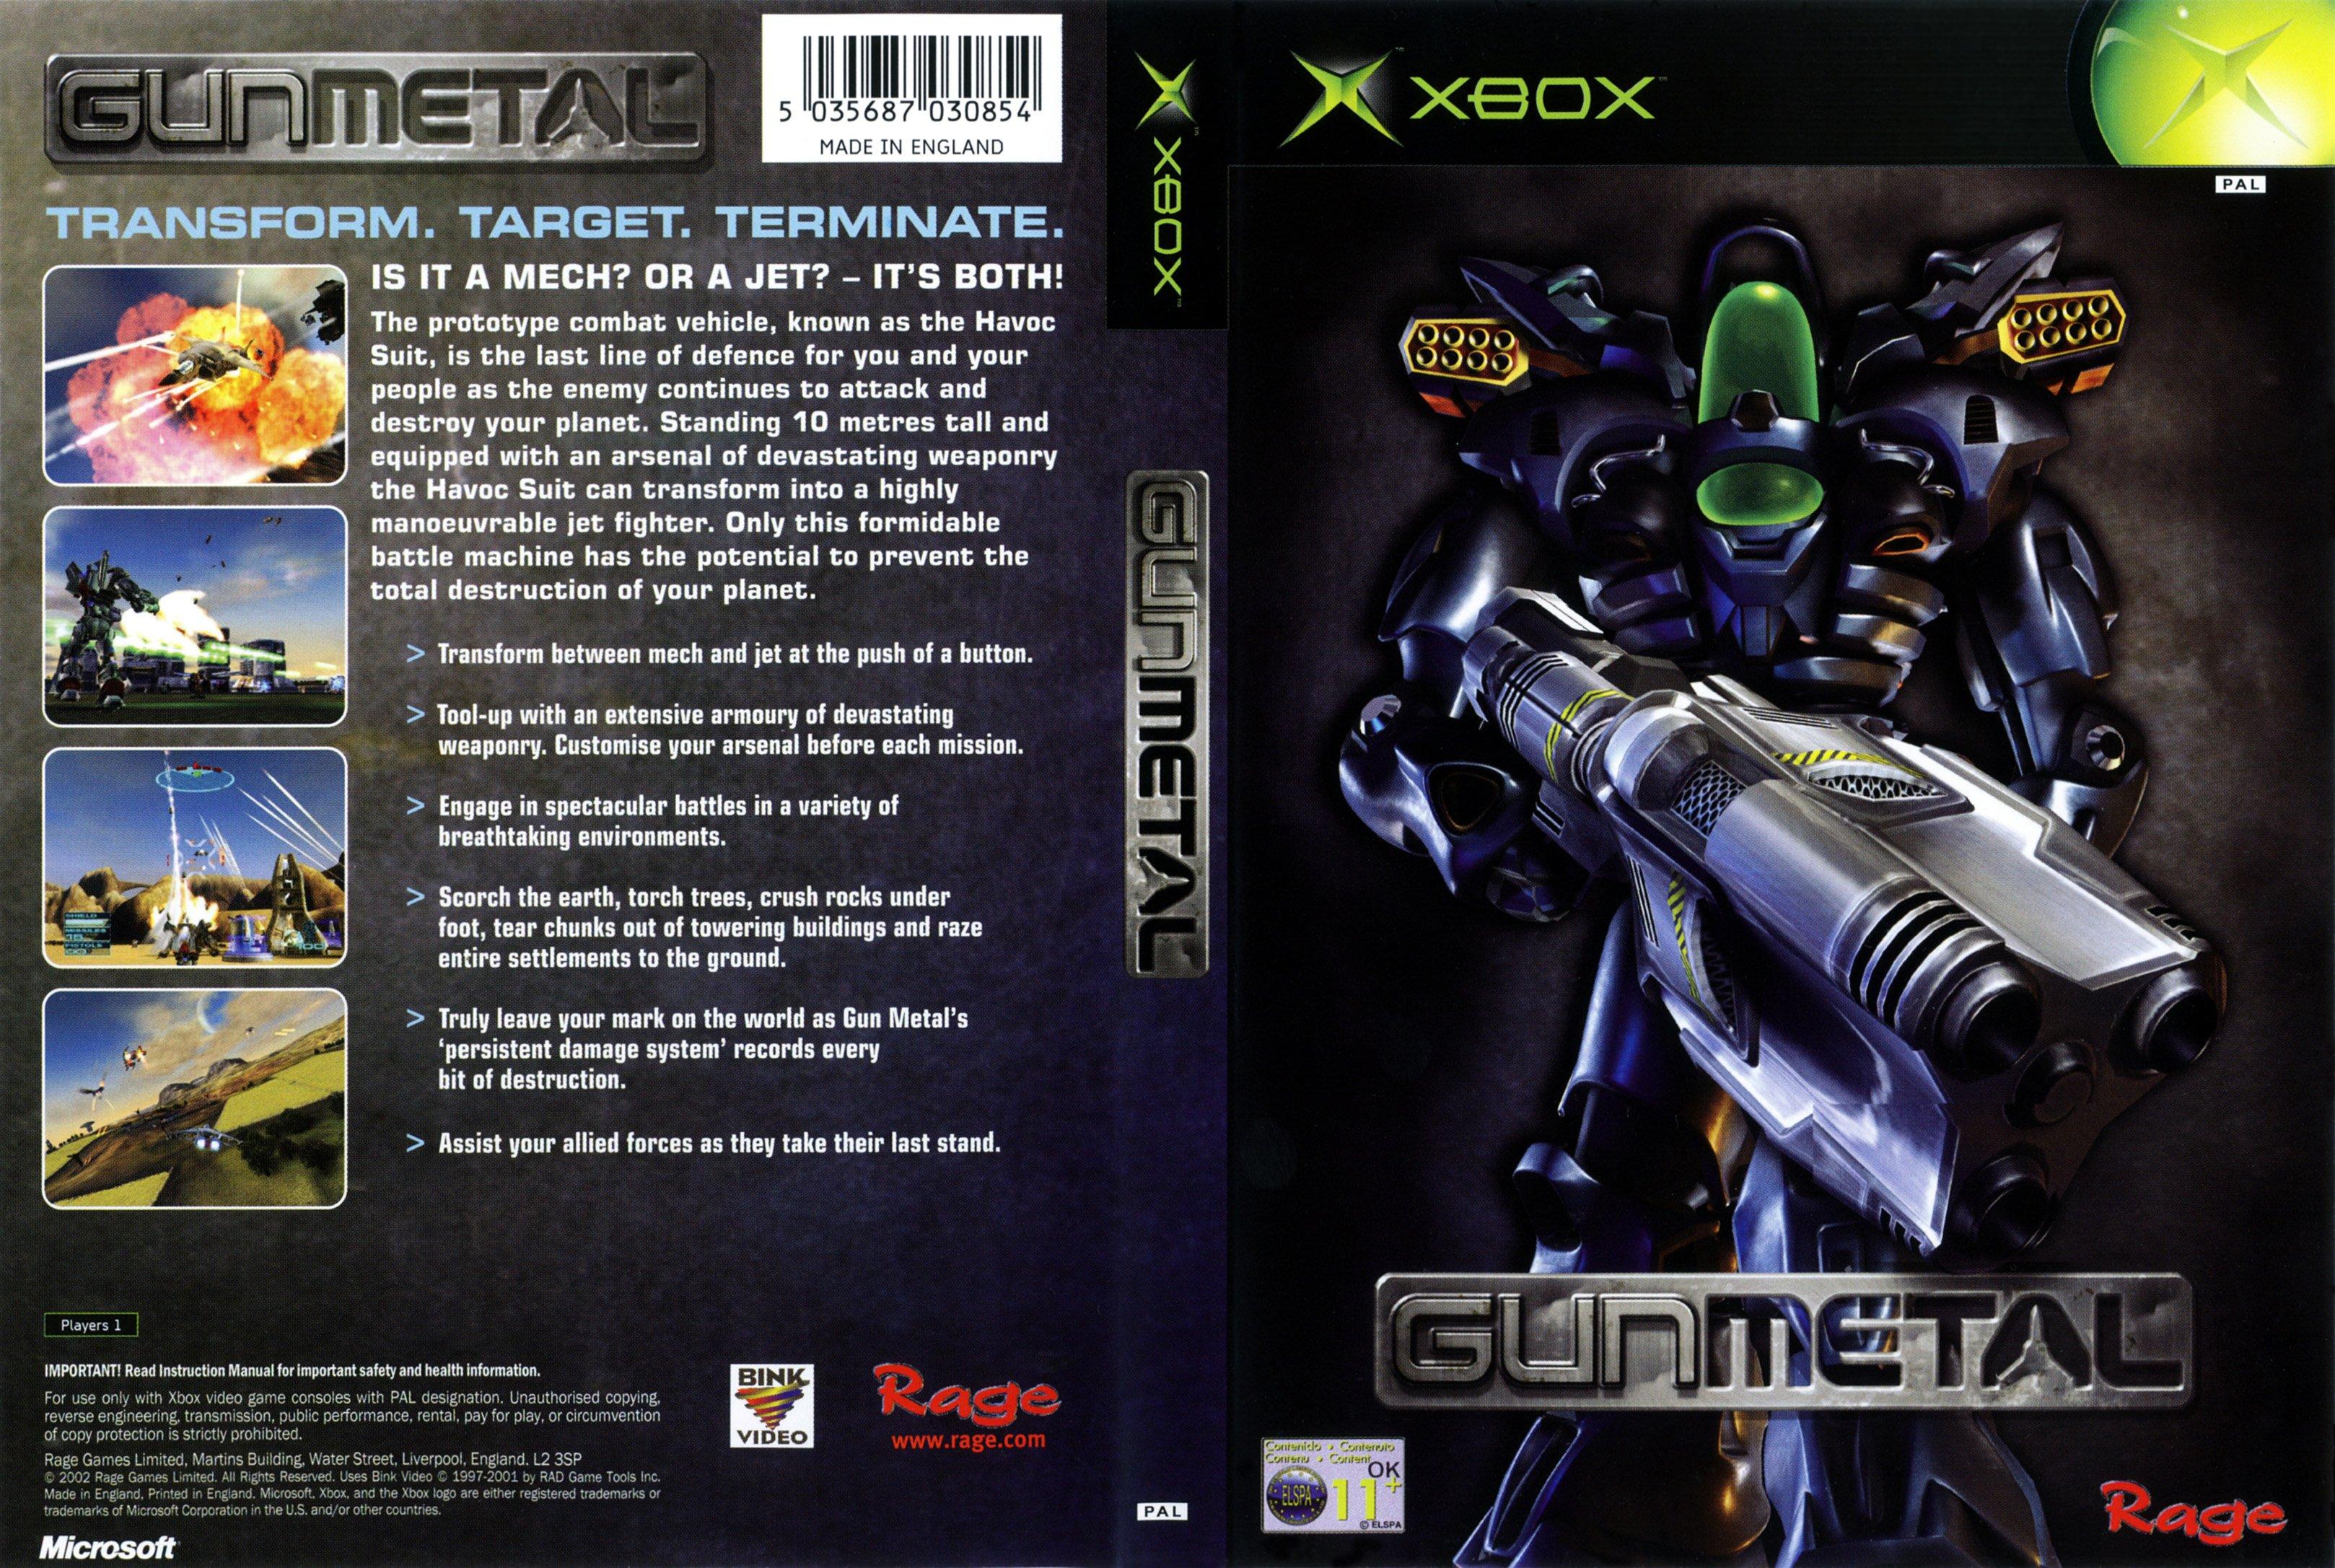 GUNMETAL
5 035687 030854
MADE IN ENGLAND
TRANSFORM. TARGET. TERMINATE.
IS IT A MECH? OR A JET? – IT'S BOTH!
The prototype combat vehicle, known as the Havoc
Suit, is the last line of defence for you and your
people as the enemy continues to attack and
destroy your planet. Standing 10 metres tall and
equipped with an arsenal of devastating weaponry
the Havoc Suit can transform into a highly
manoeuvrable jet fighter. Only this formidable
battle machine has the potential to prevent the
total destruction of your planet.
> Transform between mech and jet at the push of a button.
> Tool-up with an extensive armoury of devastating
weaponry. Customise your arsenal before each mission.
> Engage in spectacular battles in a variety of
breathtaking environments.
> Scorch the earth, torch trees, crush rocks under
foot, tear chunks out of towering buildings and raze
entire settlements to the ground.
> Truly leave your mark on the world as Gun Metal's
‘persistent damage system’ records every
bit of destruction.
> Assist your allied forces as they take their last stand.
SHIELD
MISSILES
PISTOLS
100
Players 1
IMPORTANT! Read Instruction Manual for important safety and health information.
For use only with Xbox video game consoles with PAL designation. Unauthorised copying,
reverse engineering, transmission, public performance, rental, pay for play, or circumvention
of copy protection is strictly prohibited.
Rage Games Limited, Martins Building, Water Street, Liverpool, England. L2 3SP
© 2002 Rage Games Limited. All Rights Reserved. Uses Bink Video © 1997-2001 by RAD Game Tools Inc.
Made in England, Printed in England. Microsoft, Xbox, and the Xbox logo are either registered trademarks or
trademarks of Microsoft Corporation in the U.S. and/or other countries.
Microsoft
BINK
VIDEO
Rage
www.rage.com
XBOX™
GUNMETAL
PAL
XBOX™
PAL
GUNMETAL
Contenido • Contenuto
Contenu • Content
OK
ELSPA
11+
© ELSPA
Rage